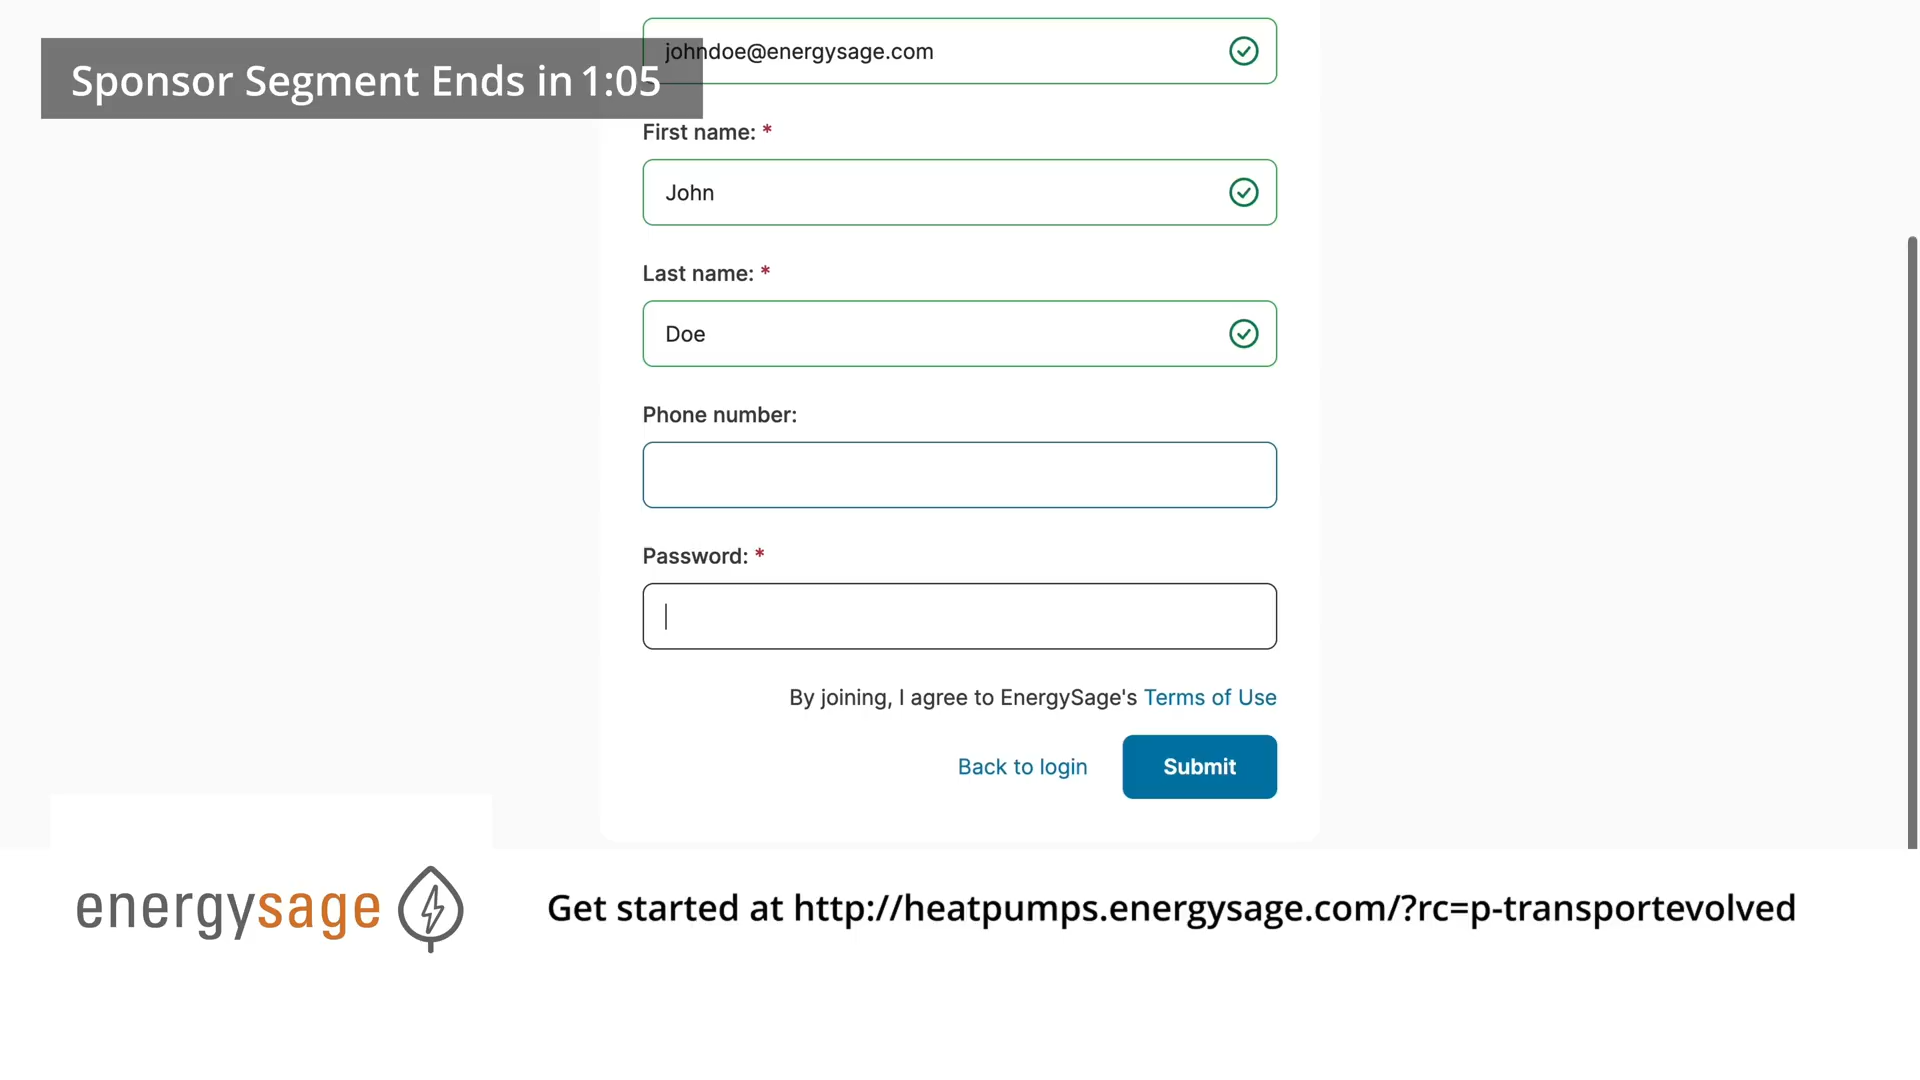 johndoe@energysage.com
Sponsor Segment Ends in 1:05
First name: *
John
Last name: *
Doe
Phone number:
Password: *
By joining, I agree to EnergySage's Terms of Use
Back to login
Submit
energysage
Get started at http://heatpumps.energysage.com/?rc=p-transportevolved